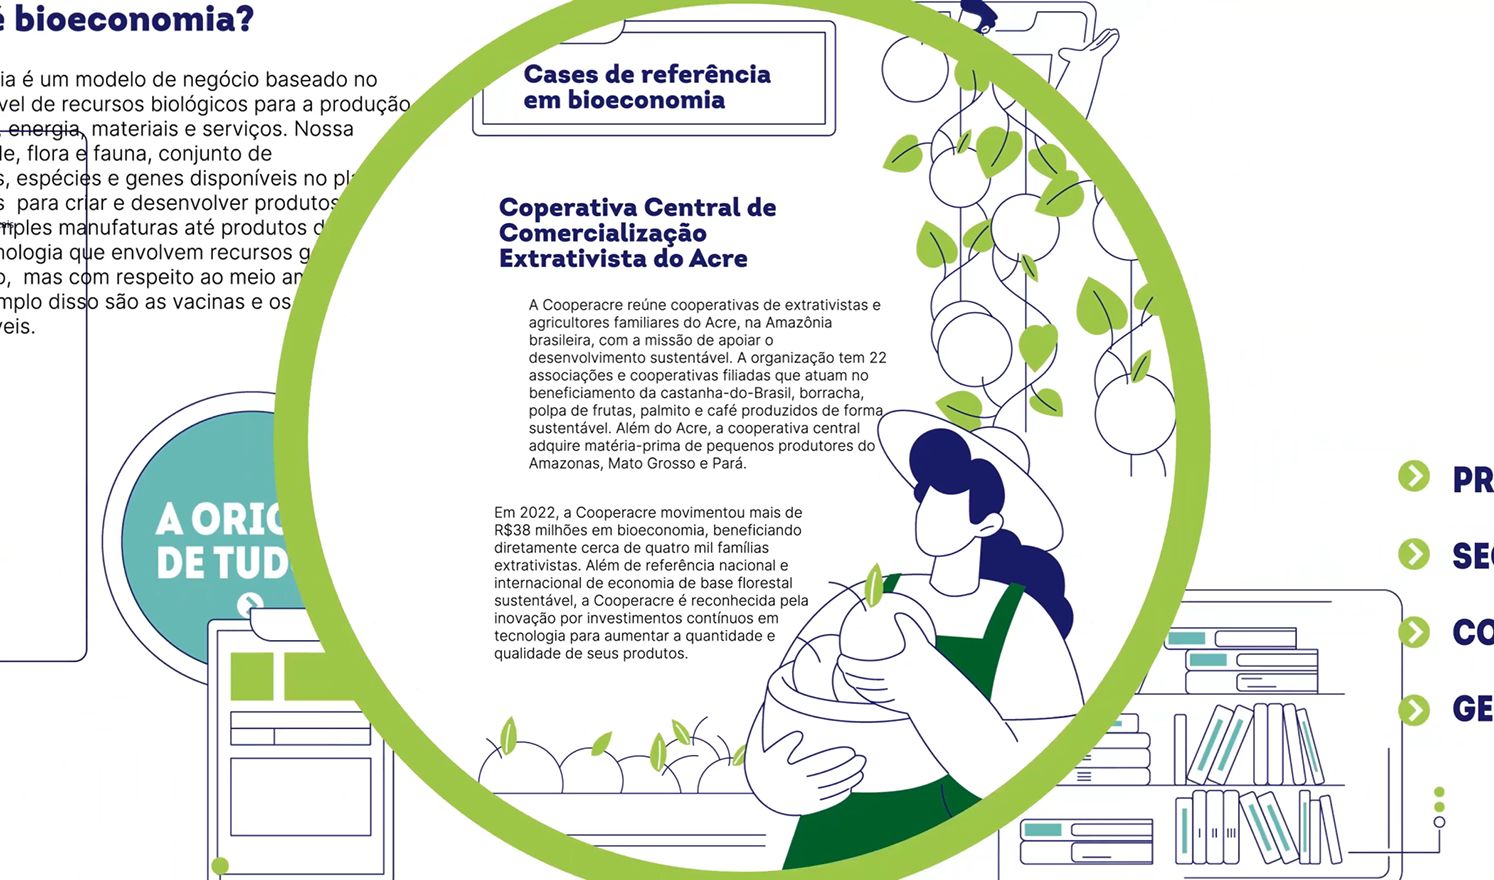 é bioeconomia?
ia é um modelo de negócio baseado no
vel de recursos biológicos para a produção
, energia, materiais e serviços. Nossa
de, flora e fauna, conjunto de
s, espécies e genes disponíveis no pl
s para criar e desenvolver produtos
mples manufaturas até produtos d
nologia que envolvem recursos g
o, mas com respeito ao meio am
mplo disso são as vacinas e os
veis.
A ORIG
DE TUD
Cases de referência
em bioeconomia
Coperativa Central de
Comercialização
Extrativista do Acre
A Cooperacre reúne cooperativas de extrativistas e
agricultores familiares do Acre, na Amazônia
brasileira, com a missão de apoiar o
desenvolvimento sustentável. A organização tem 22
associações e cooperativas filiadas que atuam no
beneficiamento da castanha-do-Brasil, borracha,
polpa de frutas, palmito e café produzidos de forma
sustentável. Além do Acre, a cooperativa central
adquire matéria-prima de pequenos produtores do
Amazonas, Mato Grosso e Pará.
Em 2022, a Cooperacre movimentou mais de
R$38 milhões em bioeconomia, beneficiando
diretamente cerca de quatro mil famílias
extrativistas. Além de referência nacional e
internacional de economia de base florestal
sustentável, a Cooperacre é reconhecida pela
inovação por investimentos contínuos em
tecnologia para aumentar a quantidade e
qualidade de seus produtos.
PR
SE
CO
GE